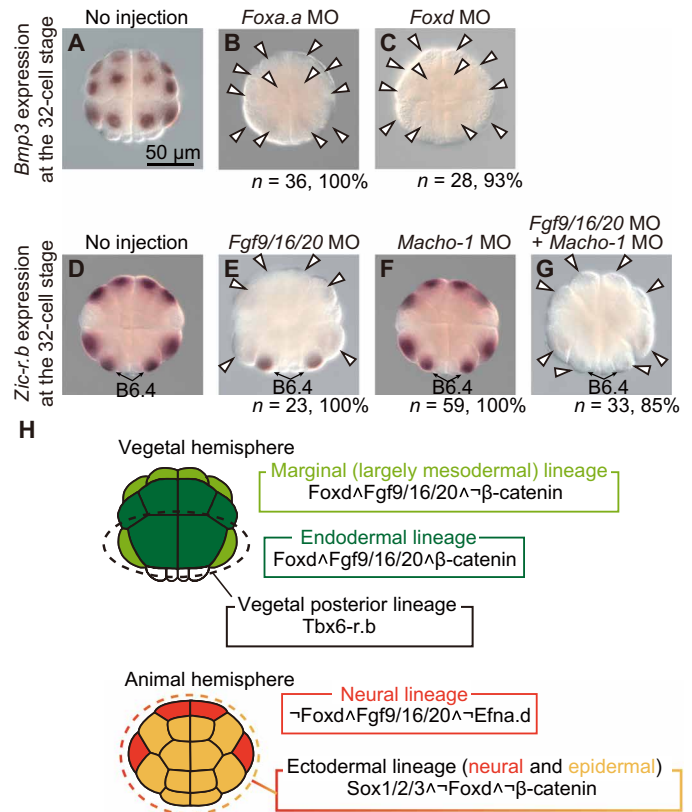 No injection
Foxa.a MO
Foxd MO
Bmp3 expression
at the 32-cell stage
A
B
C
50 µm
n = 36, 100%
n = 28, 93%
No injection
Fgf9/16/20 MO
Macho-1 MO
Fgf9/16/20 MO
+ Macho-1 MO
Zic-r.b expression
at the 32-cell stage
D
E
F
G
B6.4
B6.4
B6.4
B6.4
n = 23, 100%
n = 59, 100%
n = 33, 85%
H
Vegetal hemisphere
Marginal (largely mesodermal) lineage
Foxd∧Fgf9/16/20∧¬β-catenin
Endodermal lineage
Foxd∧Fgf9/16/20∧β-catenin
Vegetal posterior lineage
Tbx6-r.b
Animal hemisphere
Neural lineage
¬Foxd∧Fgf9/16/20∧¬Efna.d
Ectodermal lineage (neural and epidermal)
Sox1/2/3∧¬Foxd∧¬β-catenin